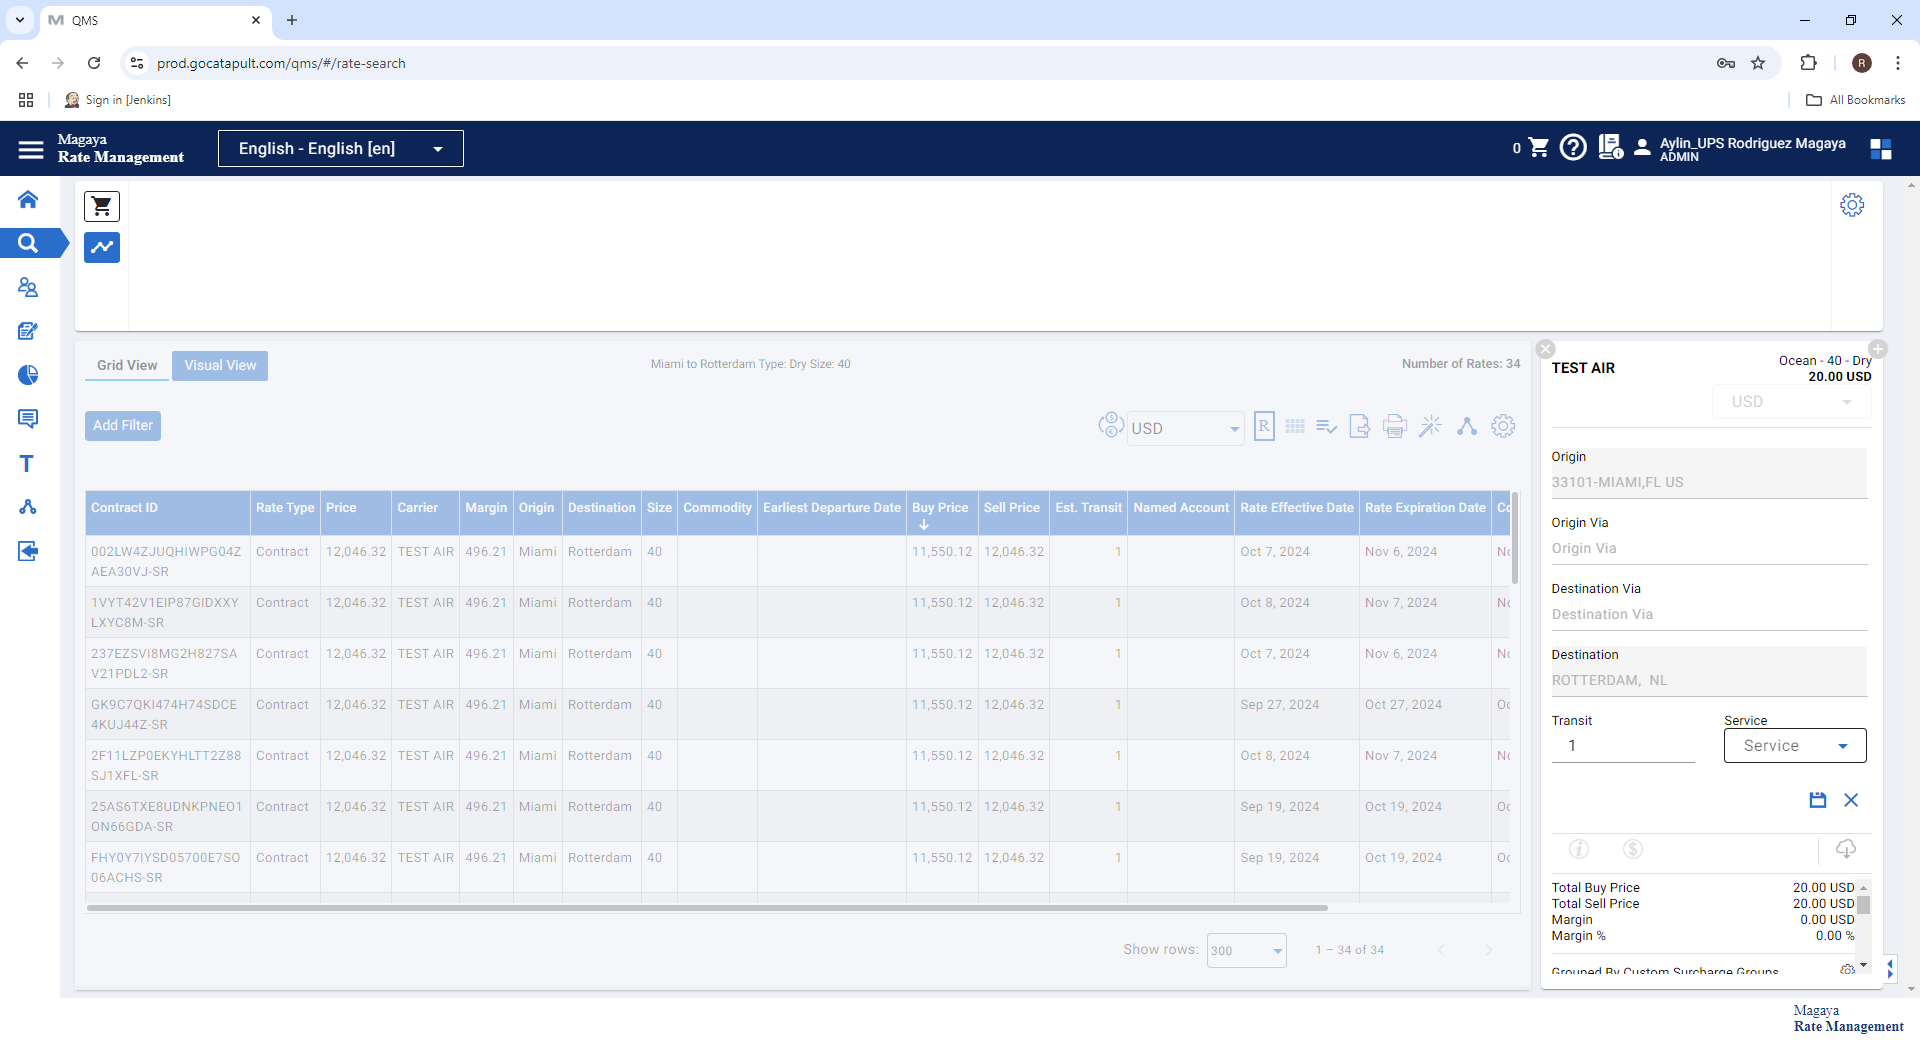 QMS
prod.gocatapult.com/qms/#/rate-search
R
Sign in [Jenkins]
All Bookmarks
Magaya
Rate Management
English - English [en]
0
Aylin_UPS Rodriguez Magaya
ADMIN
Grid View
Visual View
Miami to Rotterdam Type: Dry Size: 40
Number of Rates: 34
Add Filter
USD
R
Contract ID Rate Type Price Carrier Margin Origin Destination Size Commodity Earliest Departure Date Buy Price Sell Price Est. Transit Named Account Rate Effective Date Rate Expiration Date
002LW4ZJUQHIWPG04Z Contract 12,046.32 TEST AIR 496.21 Miami Rotterdam 40 11,550.12 12,046.32 1 Oct 7, 2024 Nov 6, 2024
AEA30VJ-SR
1VYT42V1EIP87GIDXXY Contract 12,046.32 TEST AIR 496.21 Miami Rotterdam 40 11,550.12 12,046.32 1 Oct 8, 2024 Nov 7, 2024
LXYC8M-SR
237EZSVI8MG2H827SA Contract 12,046.32 TEST AIR 496.21 Miami Rotterdam 40 11,550.12 12,046.32 1 Oct 7, 2024 Nov 6, 2024
V21PDL2-SR
GK9C7QKI474H74SDCE Contract 12,046.32 TEST AIR 496.21 Miami Rotterdam 40 11,550.12 12,046.32 1 Sep 27, 2024 Oct 27, 2024
4KUJ44Z-SR
2F11LZP0EKYHLTT2Z88 Contract 12,046.32 TEST AIR 496.21 Miami Rotterdam 40 11,550.12 12,046.32 1 Oct 8, 2024 Nov 7, 2024
SJ1XFL-SR
25AS6TXE8UDNKPNEO1 Contract 12,046.32 TEST AIR 496.21 Miami Rotterdam 40 11,550.12 12,046.32 1 Sep 19, 2024 Oct 19, 2024
ON66GDA-SR
FHY0Y7IYSD05700E7SO Contract 12,046.32 TEST AIR 496.21 Miami Rotterdam 40 11,550.12 12,046.32 1 Sep 19, 2024 Oct 19, 2024
06ACHS-SR
Show rows: 300 1 – 34 of 34
TEST AIR
Ocean - 40 - Dry
20.00 USD
USD
Origin
33101-MIAMI,FL US
Origin Via
Origin Via
Destination Via
Destination Via
Destination
ROTTERDAM, NL
Transit Service
1 Service
Total Buy Price 20.00 USD
Total Sell Price 20.00 USD
Margin 0.00 USD
Margin % 0.00 %
Grouped By Custom Surcharge Groups
Magaya
Rate Management